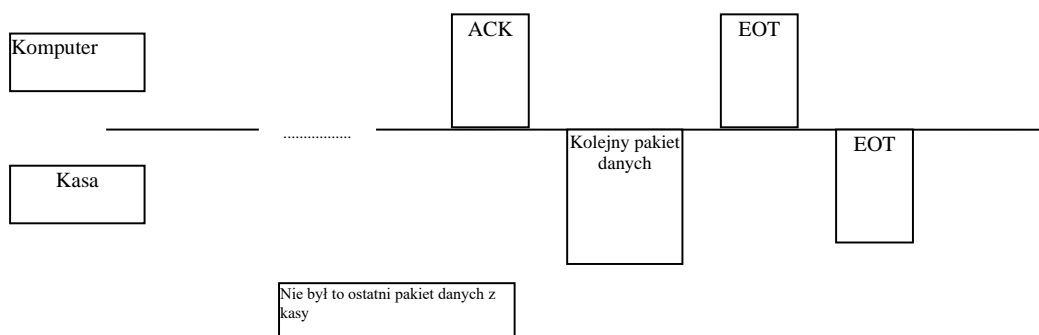 Komputer
ACK
EOT
.................
Kolejny pakiet
danych
EOT
Kasa
Nie był to ostatni pakiet danych z
kasy